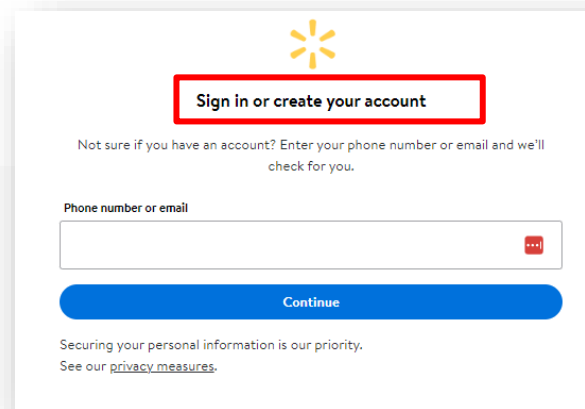 Sign in or create your account
Not sure if you have an account? Enter your phone number or email and we'll
check for you.
Phone number or email
Continue
Securing your personal information is our priority.
See our privacy measures.